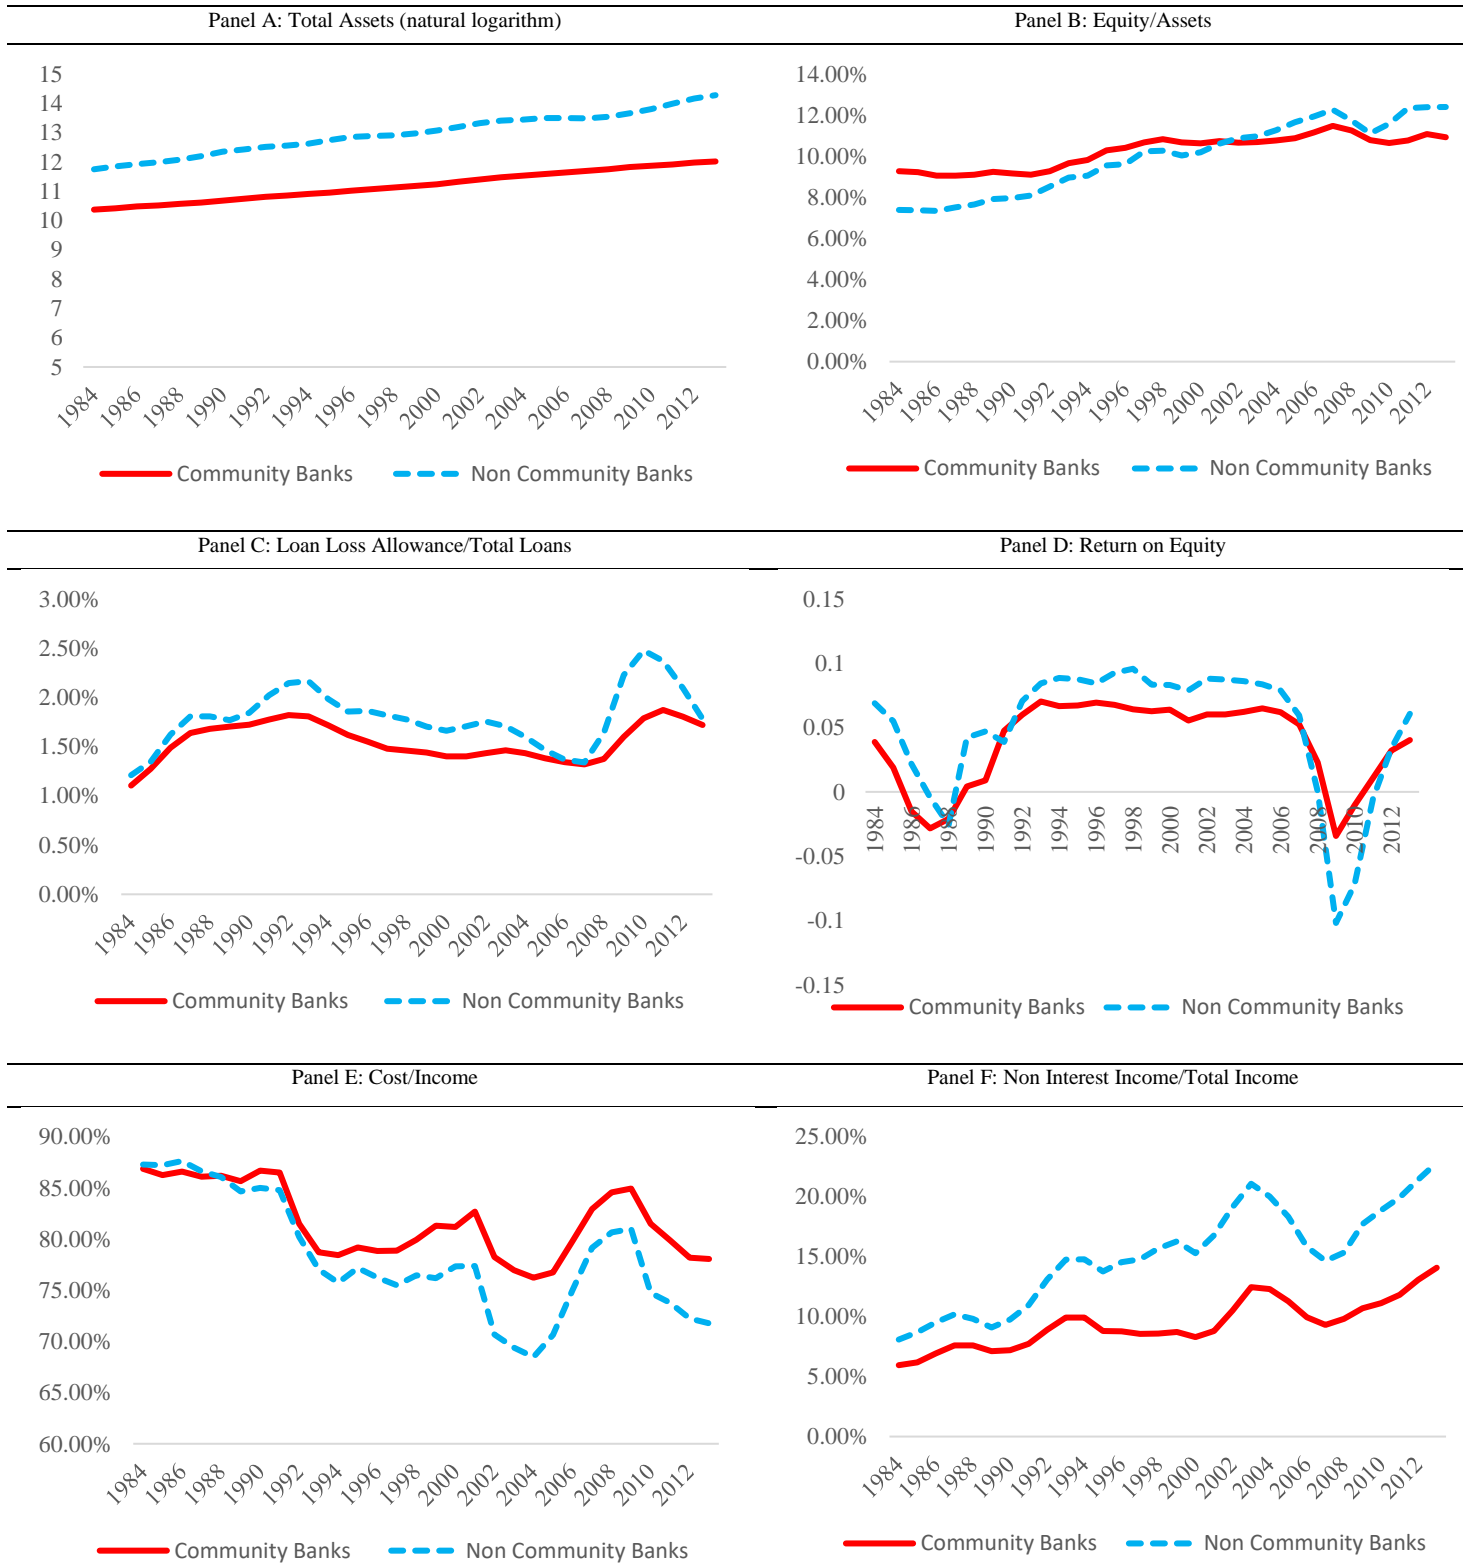 Panel A: Total Assets (natural logarithm)
15
14
13
12
11
10
9
8
7
6
5
1984 1986 1988 1990 1992 1994 1996 1998 2000 2002 2004 2006 2008 2010 2012
Community Banks Non Community Banks
Panel B: Equity/Assets
14.00%
12.00%
10.00%
8.00%
6.00%
4.00%
2.00%
0.00%
1984 1986 1988 1990 1992 1994 1996 1998 2000 2002 2004 2006 2008 2010 2012
Community Banks Non Community Banks
Panel C: Loan Loss Allowance/Total Loans
3.00%
2.50%
2.00%
1.50%
1.00%
0.50%
0.00%
1984 1986 1988 1990 1992 1994 1996 1998 2000 2002 2004 2006 2008 2010 2012
Community Banks Non Community Banks
Panel D: Return on Equity
0.15
0.1
0.05
0
-0.05
-0.1
-0.15
1984 1986 1988 1990 1992 1994 1996 1998 2000 2002 2004 2006 2008 2010 2012
Community Banks Non Community Banks
Panel E: Cost/Income
90.00%
85.00%
80.00%
75.00%
70.00%
65.00%
60.00%
1984 1986 1988 1990 1992 1994 1996 1998 2000 2002 2004 2006 2008 2010 2012
Community Banks Non Community Banks
Panel F: Non Interest Income/Total Income
25.00%
20.00%
15.00%
10.00%
5.00%
0.00%
1984 1986 1988 1990 1992 1994 1996 1998 2000 2002 2004 2006 2008 2010 2012
Community Banks Non Community Banks